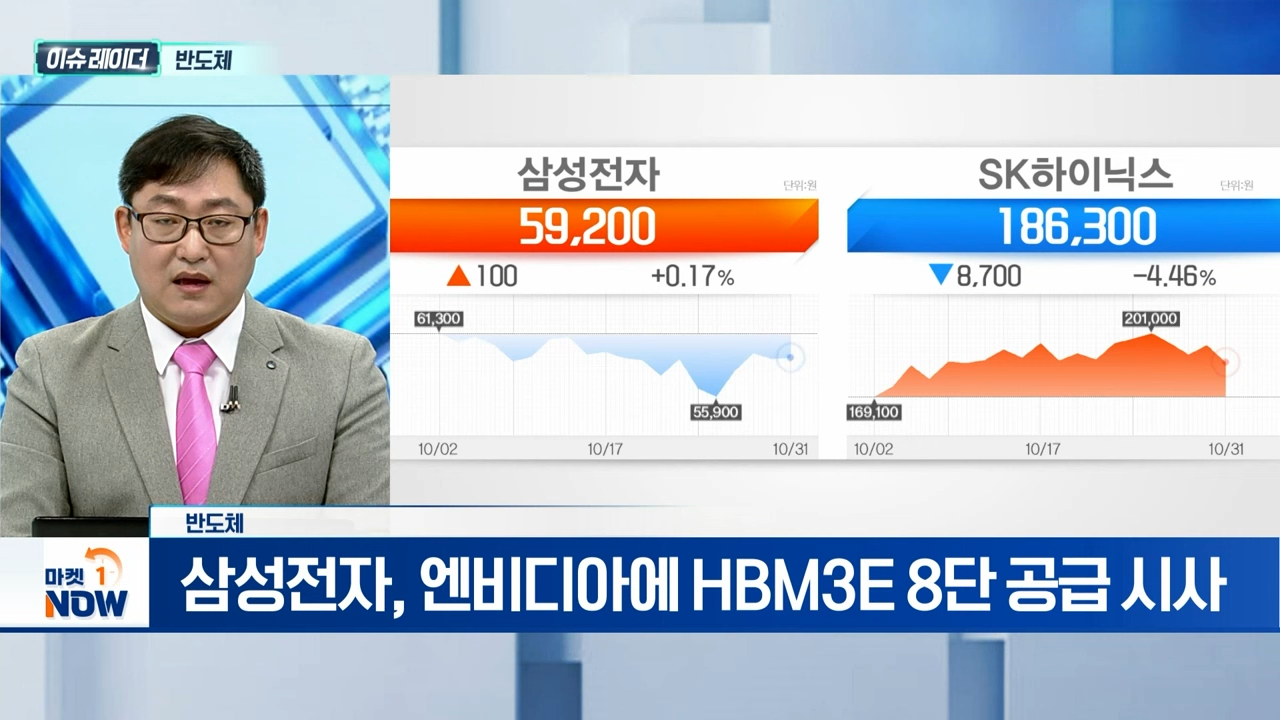 이슈 레이더 반도체
삼성전자
단위:원
59,200
▲100 +0.17%
61,300
55,900
10/02 10/17 10/31
SK하이닉스
단위:원
186,300
▼8,700 -4.46%
201,000
169,100
10/02 10/17 10/31
반도체
마켓 1
NOW
삼성전자, 엔비디아에 HBM3E 8단 공급 시사